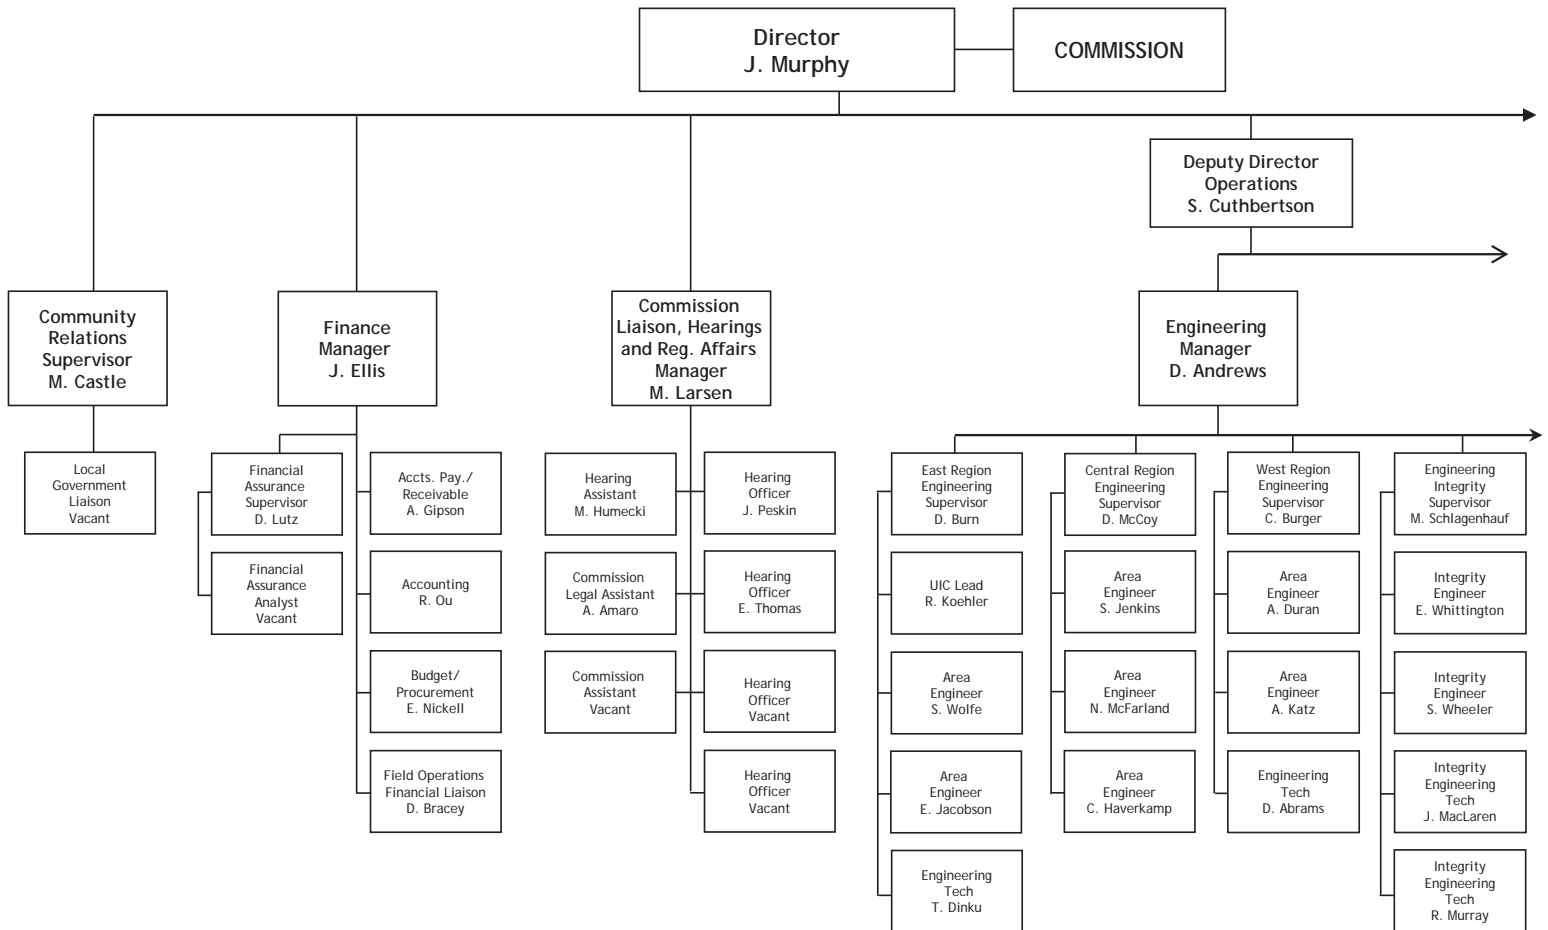 Director
J. Murphy
COMMISSION
Deputy Director
Operations
S. Cuthbertson
Community
Relations
Supervisor
M. Castle
Finance
Manager
J. Ellis
Commission
Liaison, Hearings
and Reg. Affairs
Manager
M. Larsen
Engineering
Manager
D. Andrews
Local
Government
Liaison
Vacant
Financial
Assurance
Supervisor
D. Lutz
Financial
Assurance
Analyst
Vacant
Accts. Pay./
Receivable
A. Gipson
Accounting
R. Ou
Budget/
Procurement
E. Nickell
Field Operations
Financial Liaison
D. Bracey
Hearing
Assistant
M. Humecki
Commission
Legal Assistant
A. Amaro
Commission
Assistant
Vacant
Hearing
Officer
J. Peskin
Hearing
Officer
E. Thomas
Hearing
Officer
Vacant
Hearing
Officer
Vacant
East Region
Engineering
Supervisor
D. Burn
UIC Lead
R. Koehler
Area
Engineer
S. Wolfe
Area
Engineer
E. Jacobson
Engineering
Tech
T. Dinku
Central Region
Engineering
Supervisor
D. McCoy
Area
Engineer
S. Jenkins
Area
Engineer
N. McFarland
Area
Engineer
C. Haverkamp
West Region
Engineering
Supervisor
C. Burger
Area
Engineer
A. Duran
Area
Engineer
A. Katz
Engineering
Tech
D. Abrams
Engineering
Integrity
Supervisor
M. Schlagenhauf
Integrity
Engineer
E. Whittington
Integrity
Engineer
S. Wheeler
Integrity
Engineering
Tech
J. MacLaren
Integrity
Engineering
Tech
R. Murray